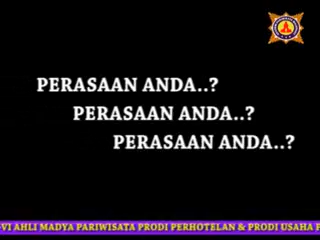 PERASAAN ANDA..?
PERASAAN ANDA..?
PERASAAN ANDA..?
-VI AHLI MADYA PARIWISATA PRODI PERHOTELAN & PRODI USAHA